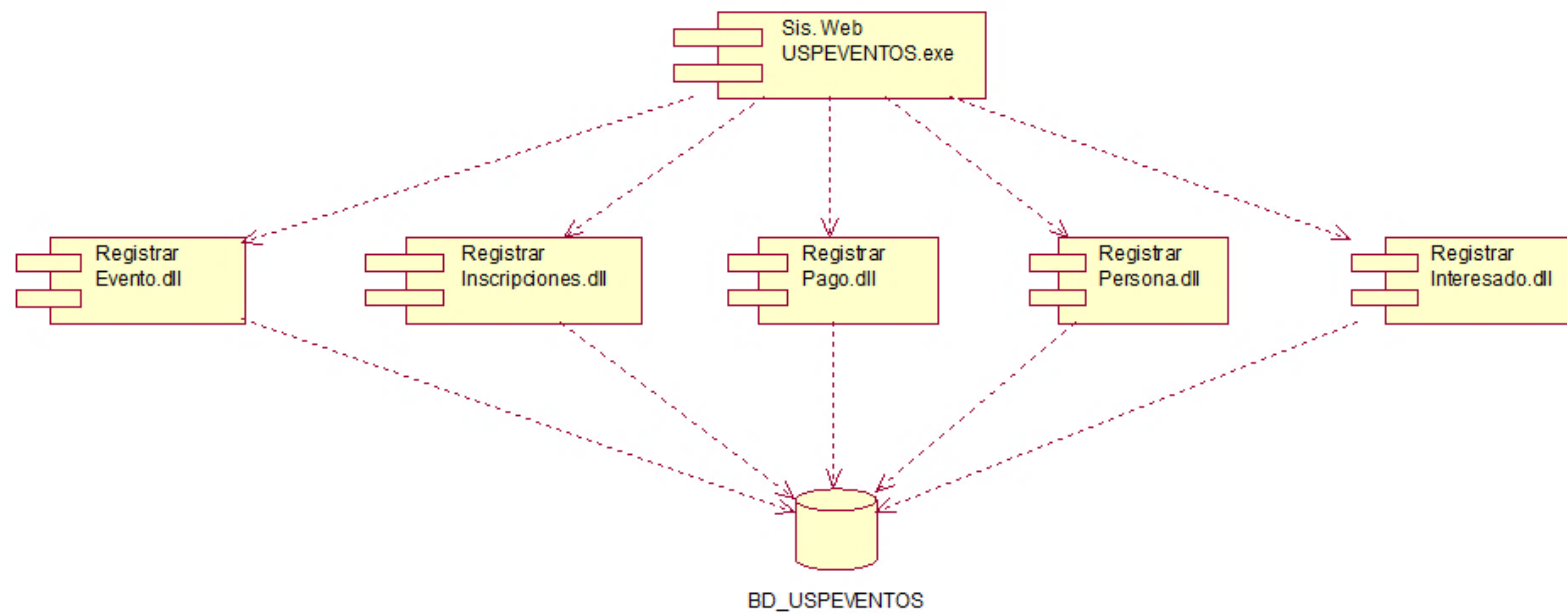 Sis. Web
USPEVENTOS.exe
Registrar
Evento.dll
Registrar
Inscripciones.dll
Registrar
Pago.dll
Registrar
Persona.dll
Registrar
Interesado.dll
BD_USPEVENTOS